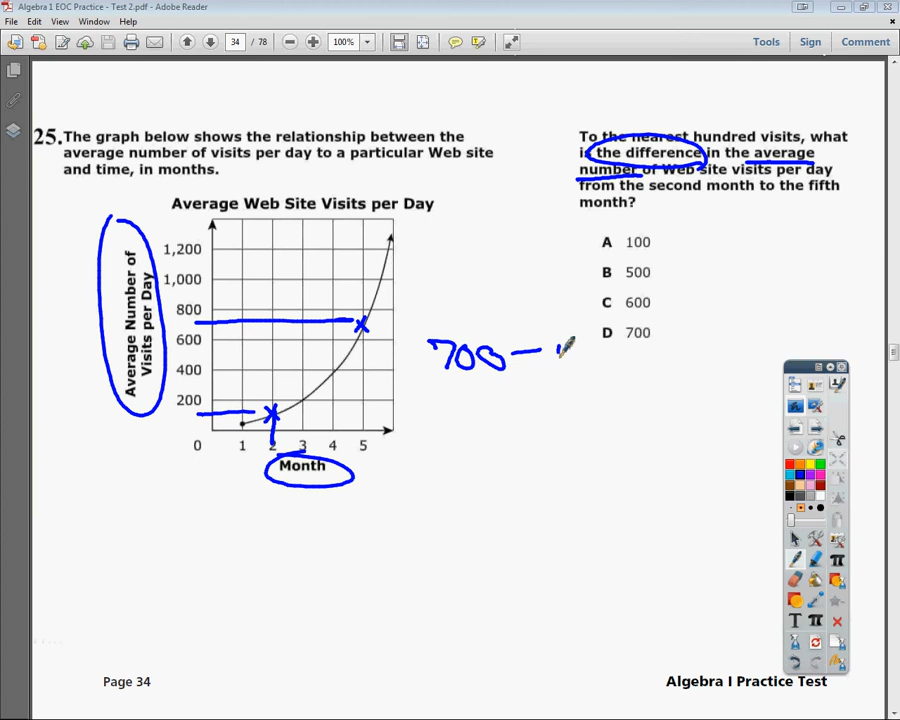 Algebra 1 EOC Practice - Test 2.pdf - Adobe Reader
File Edit View Window Help
34 / 78 100% Tools Sign Comment
25. The graph below shows the relationship between the
average number of visits per day to a particular Web site
and time, in months.
Average Web Site Visits per Day
Average Number of
Visits per Day
1,200
1,000
800
600
400
200
0 1 2 3 4 5
Month
700 —
To the nearest hundred visits, what
is the difference in the average
number of Web site visits per day
from the second month to the fifth
month?
A 100
B 500
C 600
D 700
Page 34
Algebra I Practice Test